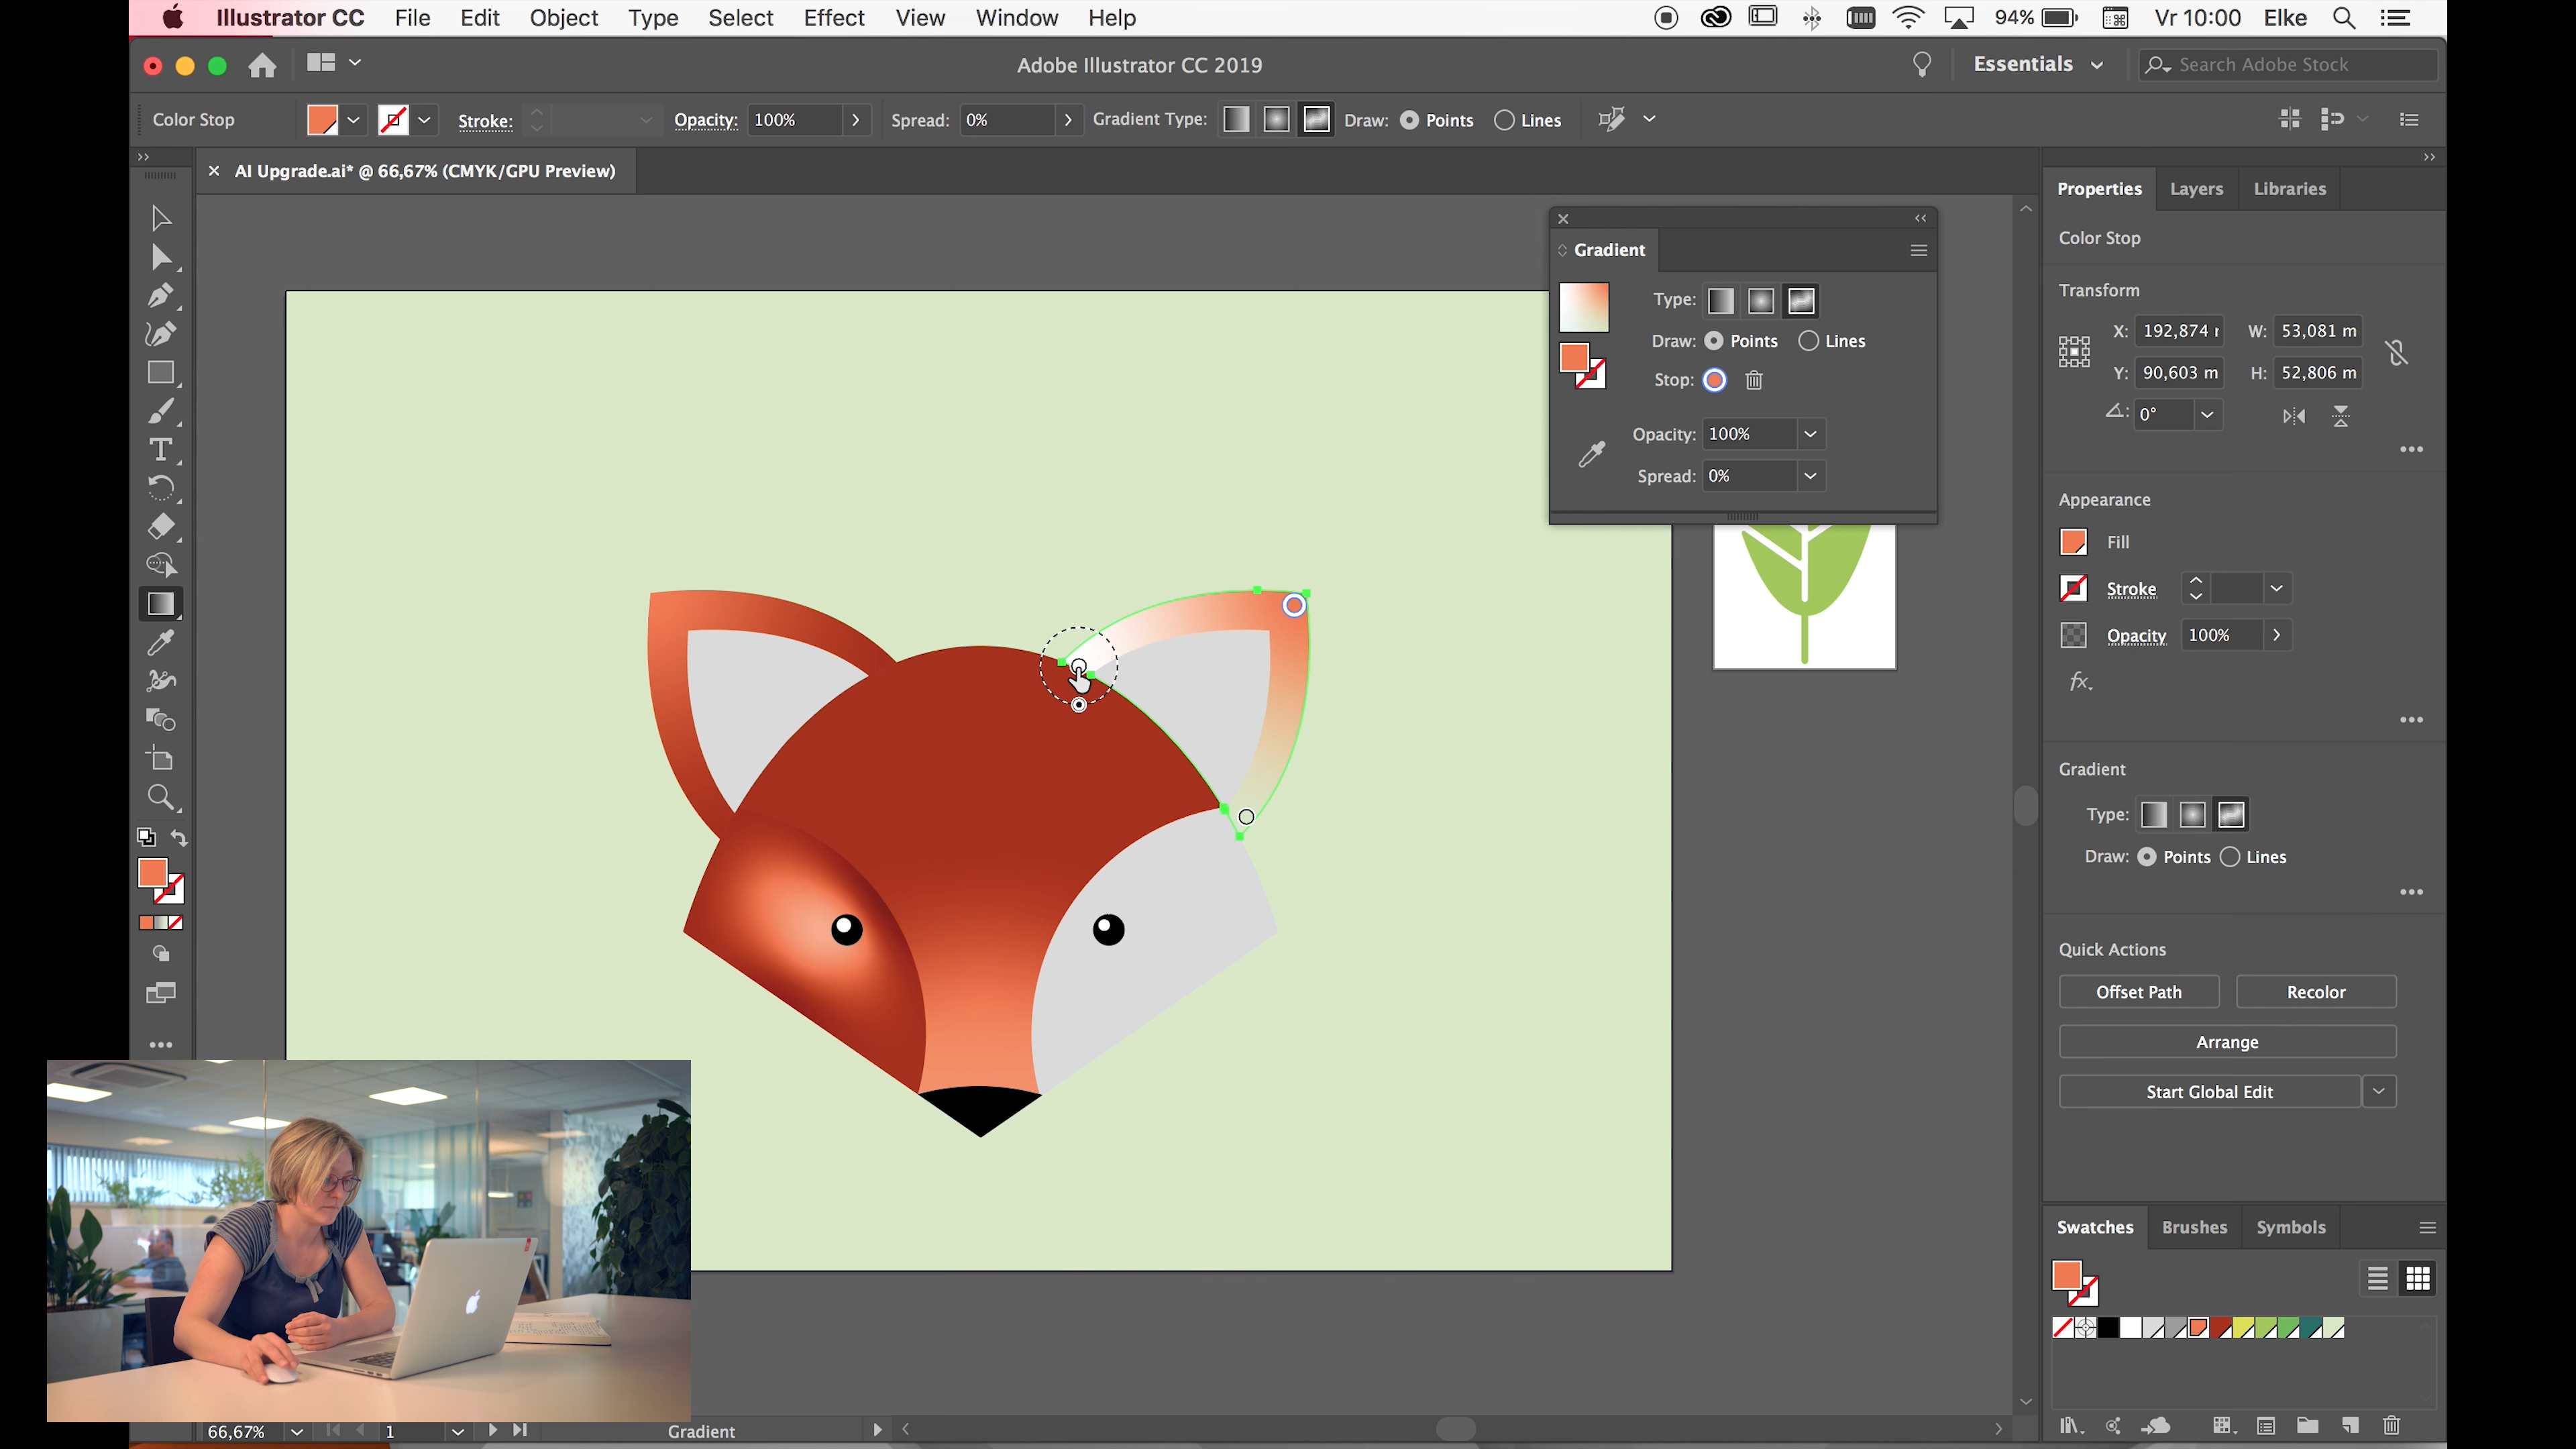 Illustrator CC File Edit Object Type Select Effect View Window Help 94% Vr 10:00 Elke
Adobe Illustrator CC 2019 Essentials Search Adobe Stock
Color Stop Stroke: Opacity: 100% Spread: 0% Gradient Type: Draw: Points Lines
AI Upgrade.ai* @ 66,67% (CMYK/GPU Preview)
Gradient
Type:
Draw: Points Lines
Stop:
Opacity: 100%
Spread: 0%
Properties Layers Libraries
Color Stop
Transform
X: 192,874 W: 53,081 m
Y: 90,603 m H: 52,806 m
0°
Appearance
Fill
Stroke
Opacity 100%
fx
Gradient
Type:
Draw: Points Lines
Quick Actions
Offset Path Recolor
Arrange
Start Global Edit
Swatches Brushes Symbols
66,67% 1 Gradient